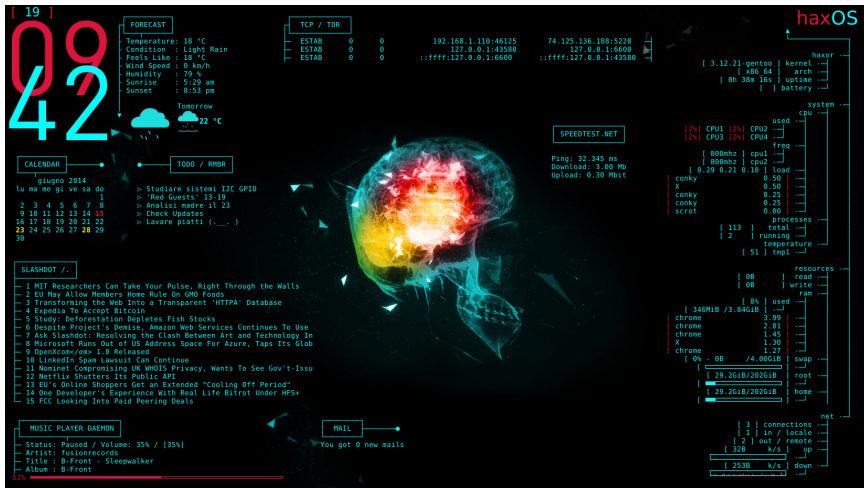 [ 19 ]
09
42
FORECAST
Temperature: 18 °C
Condition : Light Rain
Feels Like : 18 °C
Wind Speed : 0 km/h
Humidity : 79 %
Sunrise : 5:29 am
Sunset : 8:53 pm
Tomorrow
22 °C
TCP / TOR
ESTAB 0 0 192.168.1.110:46125 74.125.136.188:5228
ESTAB 0 0 127.0.0.1:43580 127.0.0.1:6600
ESTAB 0 0 ::ffff:127.0.0.1:6600 ::ffff:127.0.0.1:43580
haxOS
haxor
[ 3.12.21-gentoo ] kernel
[ x86_64 ] arch
[ 0h 38m 16s ] uptime
[ ] battery
system
cpu
used
[2%] CPU1 [2%] CPU2
[2%] CPU3 [2%] CPU4
freq
[ 800mhz ] cpu1
[ 800mhz ] cpu2
[ 0.29 0.21 0.18 ] load
[ conky 0.50 ]
[ X 0.50 ]
[ conky 0.25 ]
[ conky 0.25 ]
[ scrot 0.00 ]
processes
[ 113 ] total
[ 2 ] running
temperature
[ 51 ] tmp1
resources
[ 0B ] read
[ 0B ] write
ram
[ 8% ] used
[ 346MiB /3.84GiB ]
[ chrome 3.99 ]
[ chrome 2.01 ]
[ chrome 1.45 ]
[ X 1.30 ]
[ chrome 1.27 ]
[ 0% - 0B /4.00GiB ] swap
[ 29.2GiB/202GiB ] root
[ 29.2GiB/202GiB ] home
net
[ 3 ] connections
[ 1 ] in / locale
[ 2 ] out / remote
[ 32B k/s ] up
[ 253B k/s ] down
SPEEDTEST.NET
Ping: 32.345 ms
Download: 3.00 Mb
Upload: 0.30 Mbit
CALENDAR
giugno 2014
lu ma me gi ve sa do
1
2 3 4 5 6 7 8
9 10 11 12 13 14 15
16 17 18 19 20 21 22
23 24 25 26 27 28 29
30
TODO / RMBR
▷ Studiare sistemi I2C GPIO
▷ 'Red Guests' 13-19
▷ Analisi madre il 23
▷ Check Updates
▷ Lavare piatti (.__. )
SLASHDOT /.
1 MIT Researchers Can Take Your Pulse, Right Through the Walls
2 EU May Allow Members Home Rule On GMO Foods
3 Transforming the Web Into a Transparent 'HTTPA' Database
4 Expedia To Accept Bitcoin
5 Study: Deforestation Depletes Fish Stocks
6 Despite Project's Demise, Amazon Web Services Continues To Use
7 Ask Slashdot: Resolving the Clash Between Art and Technology In
8 Microsoft Runs Out of US Address Space For Azure, Taps Its Glob
9 OpenXcom</em> 1.0 Released
10 LinkedIn Spam Lawsuit Can Continue
11 Nominet Compromising UK WHOIS Privacy, Wants To See Gov't-Issu
12 Netflix Shutters Its Public API
13 EU's Online Shoppers Get an Extended "Cooling Off Period"
14 One Developer's Experience With Real Life Bitrot Under HFS+
15 FCC Looking Into Paid Peering Deals
MUSIC PLAYER DAEMON
Status: Paused / Volume: 35% / [35%]
Artist: fusionrecords
Title : B-Front - Sleepwalker
Album : B-Front
52%
MAIL
You got 0 new mails